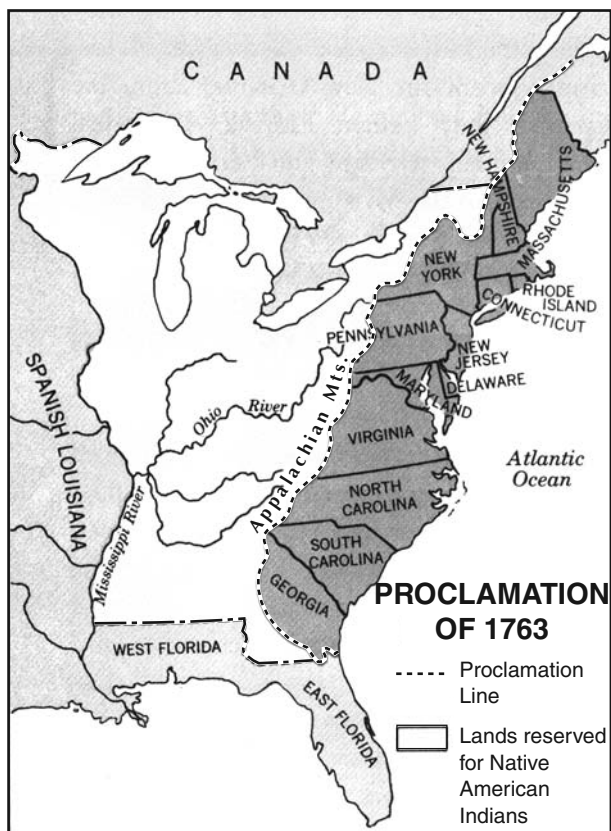 CANADA
NEW HAMPSHIRE
MASSACHUSETTS
NEW
YORK
RHODE
ISLAND
CONNECTICUT
PENNSYLVANIA
NEW
JERSEY
MARYLAND
DELAWARE
SPANISH LOUISIANA
Ohio River
Appalachian Mts.
VIRGINIA
Atlantic
Ocean
Mississippi River
NORTH
CAROLINA
SOUTH
CAROLINA
GEORGIA
WEST FLORIDA
EAST FLORIDA
PROCLAMATION
OF 1763
Proclamation
Line
Lands reserved
for Native
American
Indians